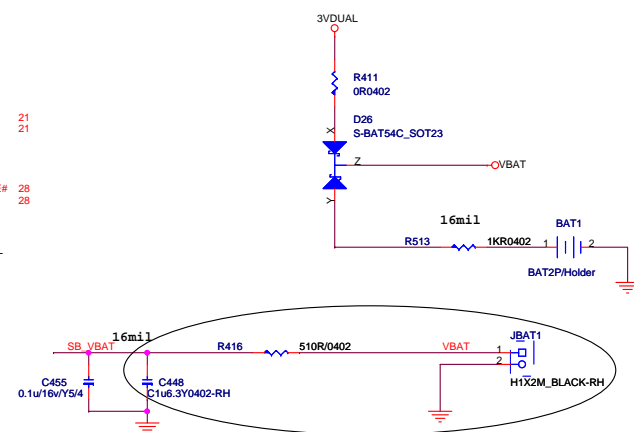 3VDUAL
R411
0R0402
21
21
D26
S-BAT54C_SOT23
X
Z
VBAT
# 28
28
Y
16mil
BAT1
R513
1KR0402
1
2
BAT2P/Holder
16mil
JBAT1
SB_VBAT
R416
510R/0402
VBAT
1
2
C455
0.1u/16v/Y5/4
C448
C1u6.3Y0402-RH
H1X2M_BLACK-RH